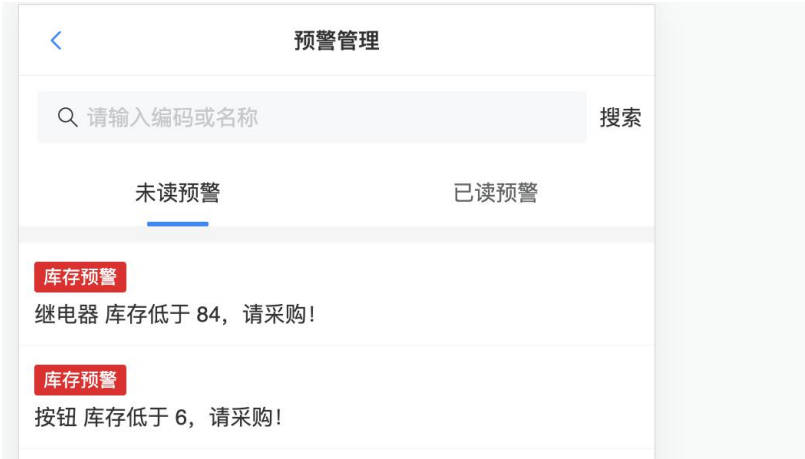 预警管理
请输入编码或名称 搜索
未读预警 已读预警
库存预警
继电器 库存低于 84，请采购！
库存预警
按钮 库存低于 6，请采购！